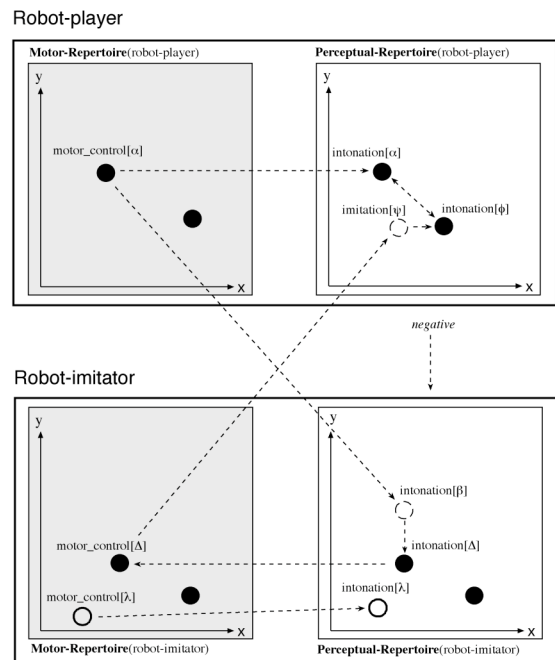 Robot-player
Motor-Repertoire(robot-player)
Perceptual-Repertoire(robot-player)
y
y
motor_control[α]
intonation[α]
imitation[ψ]
intonation[ϕ]
x
x
negative
Robot-imitator
y
y
intonation[β]
motor_control[Δ]
intonation[Δ]
motor_control[λ]
intonation[λ]
x
x
Motor-Repertoire(robot-imitator)
Perceptual-Repertoire(robot-imitator)